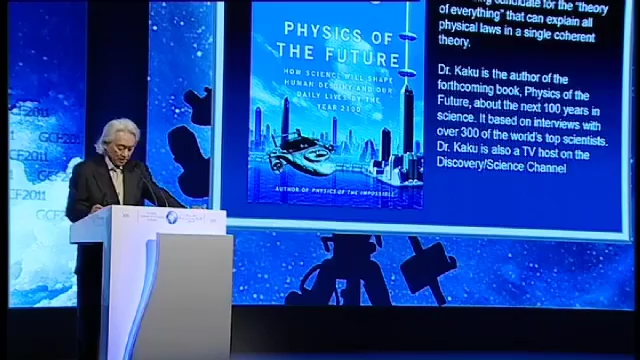 PHYSICS OF
THE FUTURE
HOW SCIENCE WILL SHAPE
HUMAN DESTINY AND OUR
DAILY LIVES BY THE
YEAR 2100
AUTHOR OF PHYSICS OF THE IMPOSSIBLE
candidate for the "theory
of everything" that can explain all
physical laws in a single coherent
theory.
Dr. Kaku is the author of the
forthcoming book, Physics of the
Future, about the next 100 years in
science. It based on interviews with
over 300 of the world's top scientists.
Dr. Kaku is also a TV host on the
Discovery/Science Channel
GCF2011
GCF2011